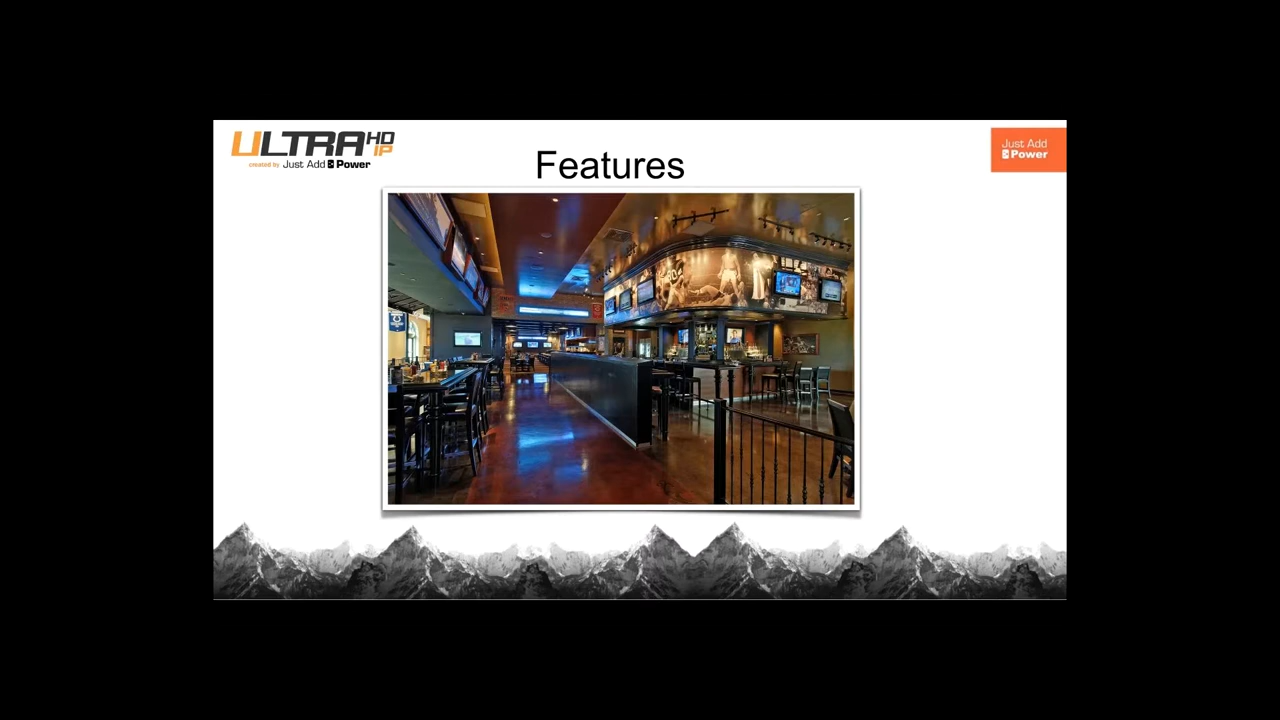 ULTRA HD IP
created by Just Add Power
Features
Just Add
Power